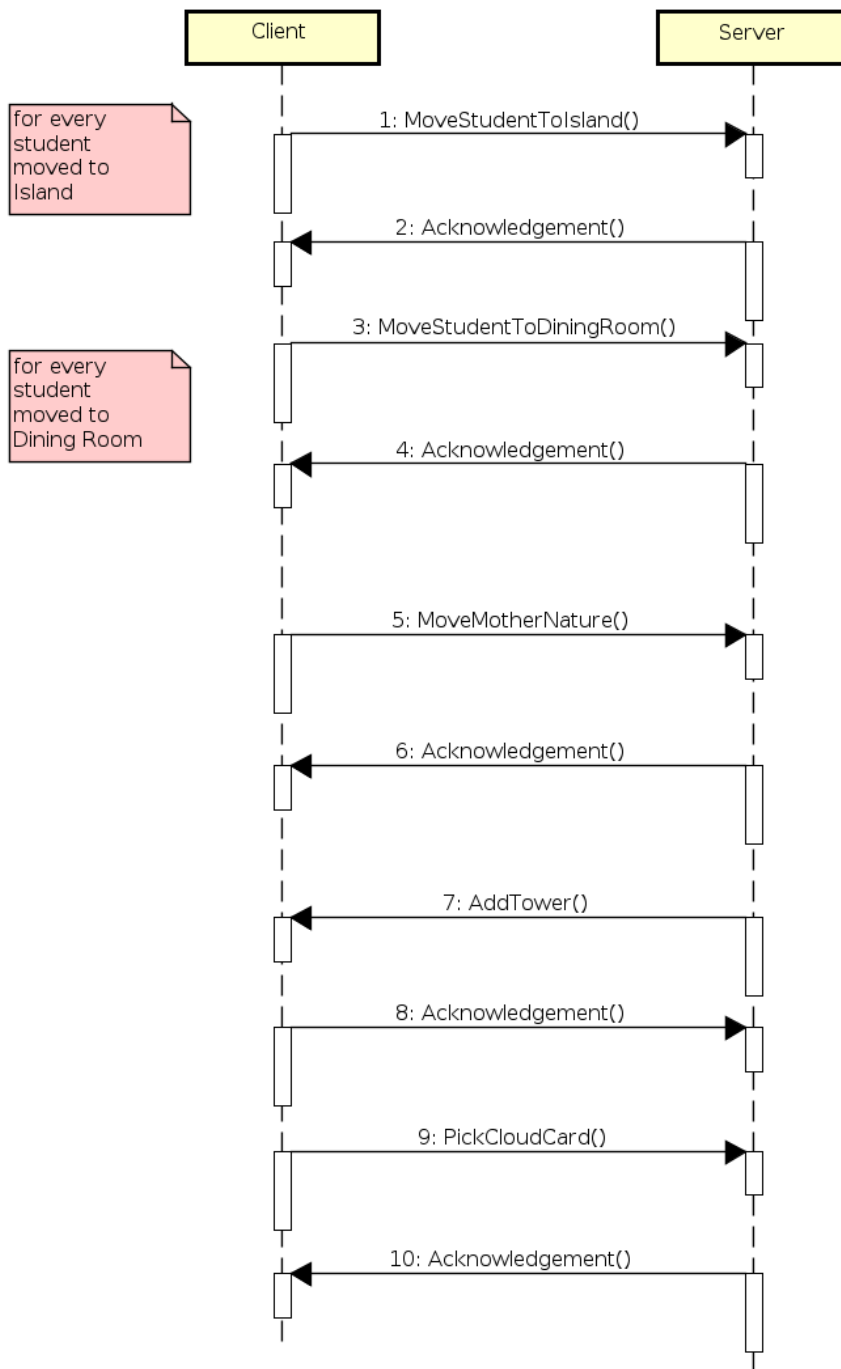 Client
Server
for every
student
moved to
Island
1: MoveStudentToIsland()
2: Acknowledgement()
3: MoveStudentToDiningRoom()
for every
student
moved to
Dining Room
4: Acknowledgement()
5: MoveMotherNature()
6: Acknowledgement()
7: AddTower()
8: Acknowledgement()
9: PickCloudCard()
10: Acknowledgement()